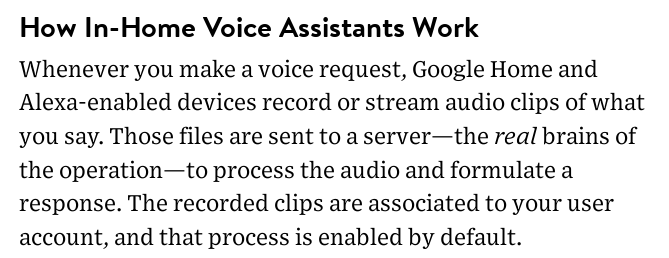 How In-Home Voice Assistants Work
Whenever you make a voice request, Google Home and
Alexa-enabled devices record or stream audio clips of what
you say. Those files are sent to a server—the real brains of
the operation—to process the audio and formulate a
response. The recorded clips are associated to your user
account, and that process is enabled by default.